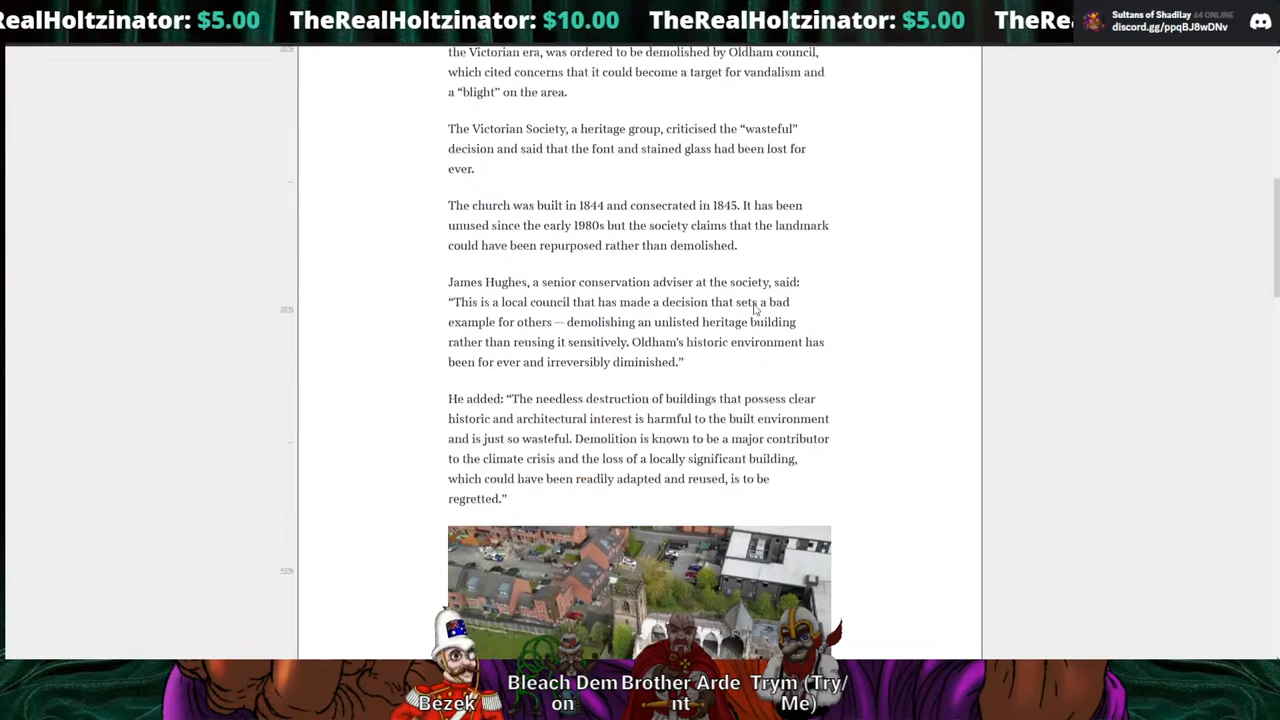 RealHoltzinator: $5.00 TheRealHoltzinator: $10.00 TheRealHoltzinator: $5.00 TheRe
Sultans of Shadilay 64 ONLINE
discord.gg/ppqBJ8wDNv
the Victorian era, was ordered to be demolished by Oldham council,
which cited concerns that it could become a target for vandalism and
a “blight” on the area.
The Victorian Society, a heritage group, criticised the “wasteful”
decision and said that the font and stained glass had been lost for
ever.
The church was built in 1844 and consecrated in 1845. It has been
unused since the early 1980s but the society claims that the landmark
could have been repurposed rather than demolished.
James Hughes, a senior conservation adviser at the society, said:
“This is a local council that has made a decision that sets a bad
example for others — demolishing an unlisted heritage building
rather than reusing it sensitively. Oldham’s historic environment has
been for ever and irreversibly diminished.”
He added: “The needless destruction of buildings that possess clear
historic and architectural interest is harmful to the built environment
and is just so wasteful. Demolition is known to be a major contributor
to the climate crisis and the loss of a locally significant building,
which could have been readily adapted and reused, is to be
regretted.”
Bezek
Bleach Dem
on
Brother Arde
nt
Trym (Try/
Me)